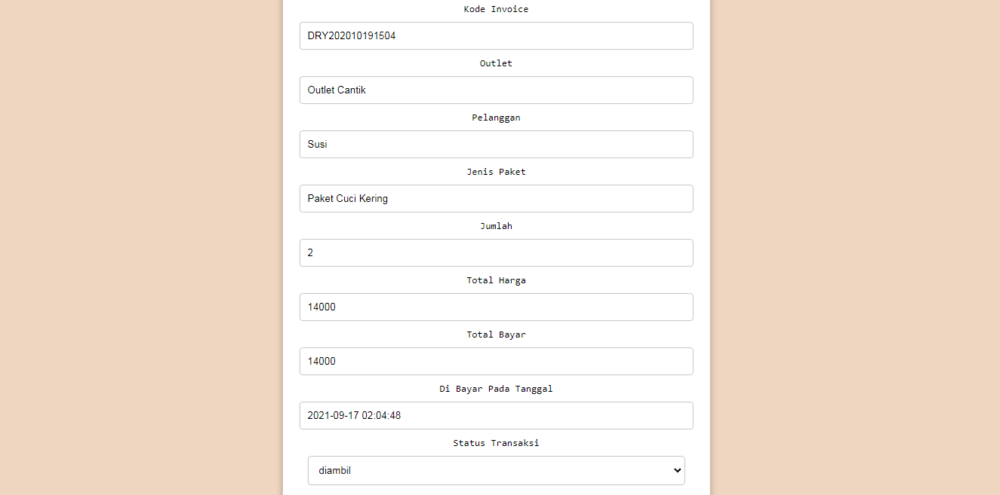 Kode Invoice
DRY202010191504
Outlet
Outlet Cantik
Pelanggan
Susi
Jenis Paket
Paket Cuci Kering
Jumlah
2
Total Harga
14000
Total Bayar
14000
Di Bayar Pada Tanggal
2021-09-17 02:04:48
Status Transaksi
diambil